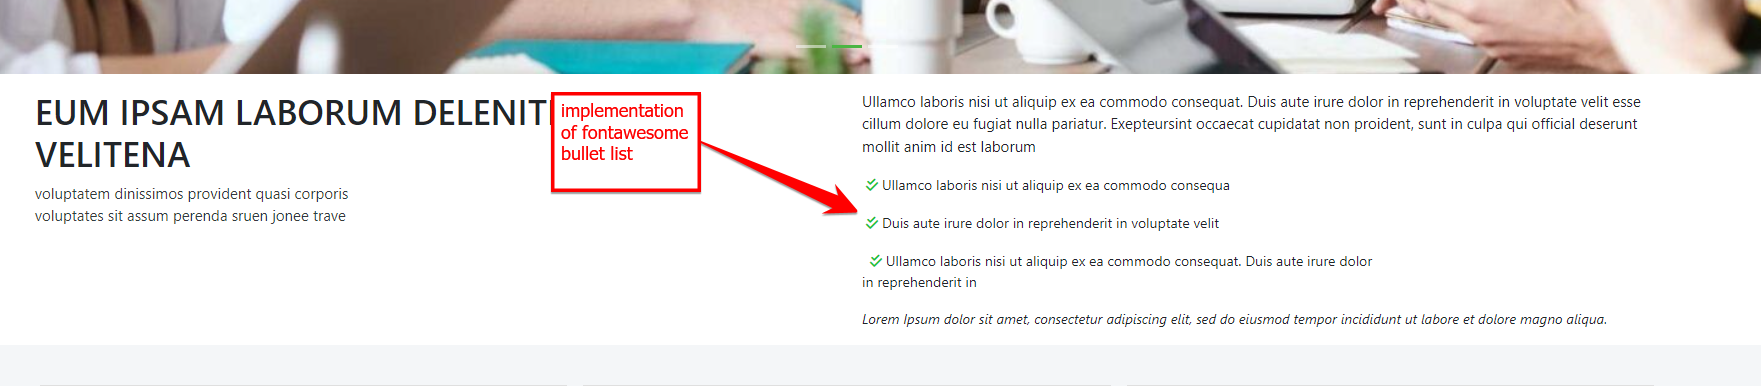 EUM IPSAM LABORUM DELENIT
VELITENA
voluptatem dinissimos provident quasi corporis
voluptates sit assum perenda sruen jonee trave
implementation
of fontawesome
bullet list
Ullamco laboris nisi ut aliquip ex ea commodo consequat. Duis aute irure dolor in reprehenderit in voluptate velit esse
cillum dolore eu fugiat nulla pariatur. Exepteursint occaecat cupidatat non proident, sunt in culpa qui official deserunt
mollit anim id est laborum
Ullamco laboris nisi ut aliquip ex ea commodo consequa
Duis aute irure dolor in reprehenderit in voluptate velit
Ullamco laboris nisi ut aliquip ex ea commodo consequat. Duis aute irure dolor
in reprehenderit in
Lorem Ipsum dolor sit amet, consectetur adipiscing elit, sed do eiusmod tempor incididunt ut labore et dolore magna aliqua.